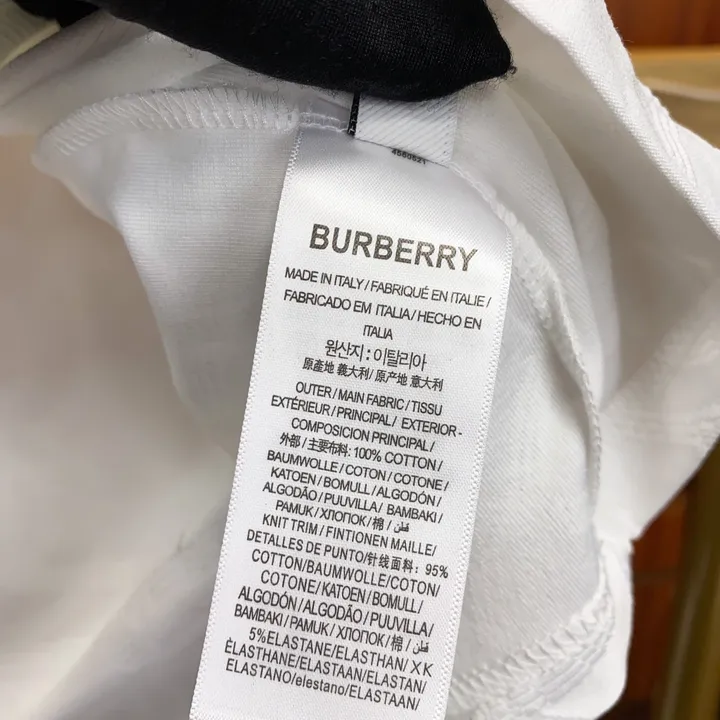 4560521
BURBERRY
MADE IN ITALY / FABRIQUÉ EN ITALIE /
FABRICADO EM ITALIA / HECHO EN
ITALIA
원산지 : 이탈리아
原產地 義大利 / 原产地 意大利
OUTER / MAIN FABRIC / TISSU
EXTÉRIEUR / PRINCIPAL / EXTERIOR -
COMPOSICION PRINCIPAL /
外部 / 主要布料: 100% COTTON /
BAUMWOLLE / COTON / COTONE /
KATOEN / BOMULL / ALGODÓN /
ALGODÃO / PUUVILLA / BAMBAKI /
PAMUK / ХЛОПОК / 棉 / قطن
KNIT TRIM / FINTIONEN MAILLE /
DETALLES DE PUNTO / 针线面料: 95%
COTTON/BAUMWOLLE/COTON/
COTONE / KATOEN / BOMULL /
ALGODÓN / ALGODÃO / PUUVILLA /
BAMBAKI / PAMUK / ХЛОПОК / 棉 / قطن
5%ELASTANE/ELASTHAN/ X K
ÈLASTHANE/ELASTAAN/ELASTAN/
ELASTANO/elestano/ELASTAAN/